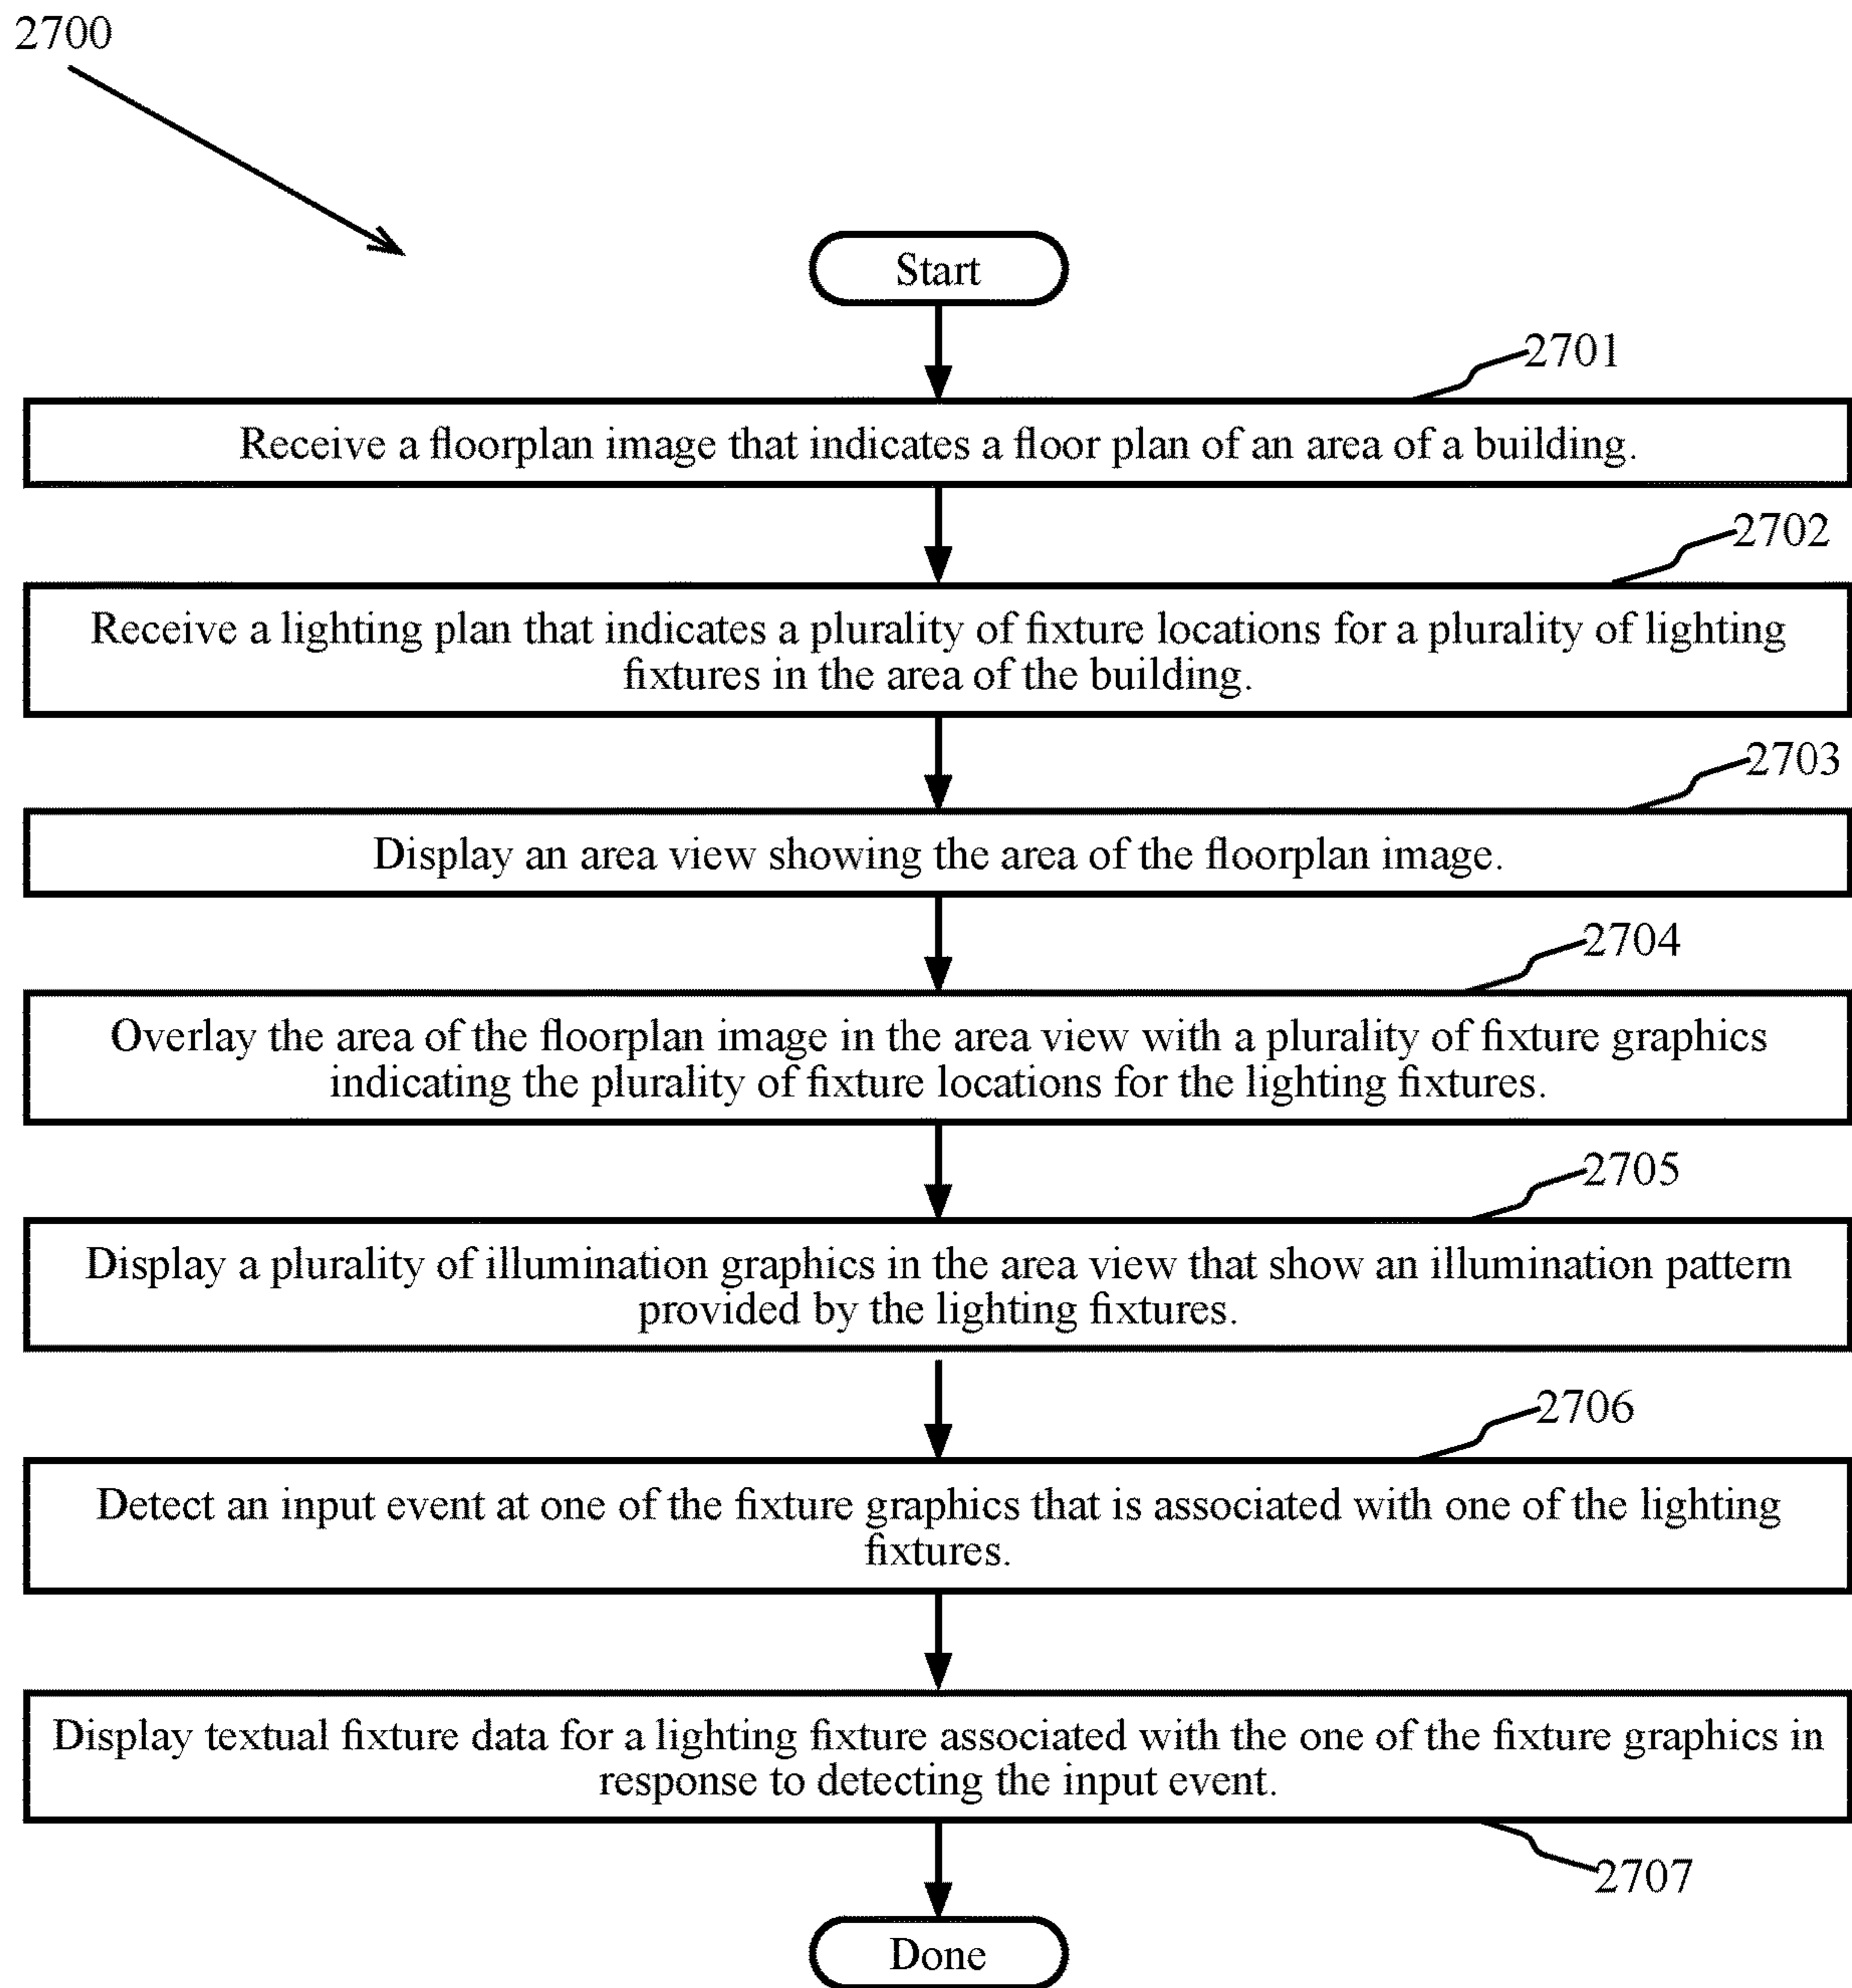 2700
Start
2701
Receive a floorplan image that indicates a floor plan of an area of a building.
2702
Receive a lighting plan that indicates a plurality of fixture locations for a plurality of lighting
fixtures in the area of the building.
2703
Display an area view showing the area of the floorplan image.
2704
Overlay the area of the floorplan image in the area view with a plurality of fixture graphics
indicating the plurality of fixture locations for the lighting fixtures.
2705
Display a plurality of illumination graphics in the area view that show an illumination pattern
provided by the lighting fixtures.
2706
Detect an input event at one of the fixture graphics that is associated with one of the lighting
fixtures.
Display textual fixture data for a lighting fixture associated with the one of the fixture graphics in
response to detecting the input event.
2707
Done